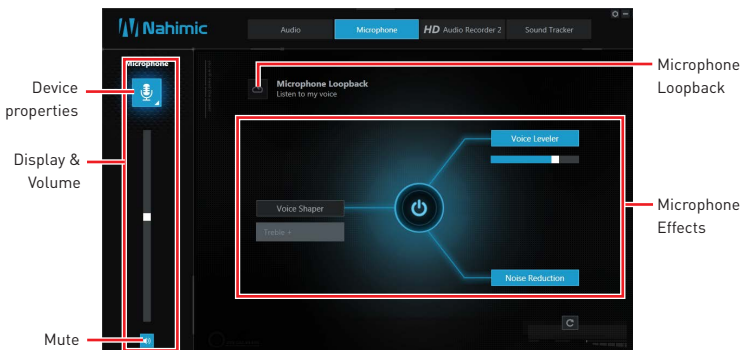 Nahimic
Audio
Microphone
HD Audio Recorder 2
Sound Tracker
Microphone
Device
properties
Display &
Volume
Mute
Microphone Loopback
Listen to my voice
Voice Leveler
Voice Shaper
Treble +
Noise Reduction
Microphone
Loopback
Microphone
Effects